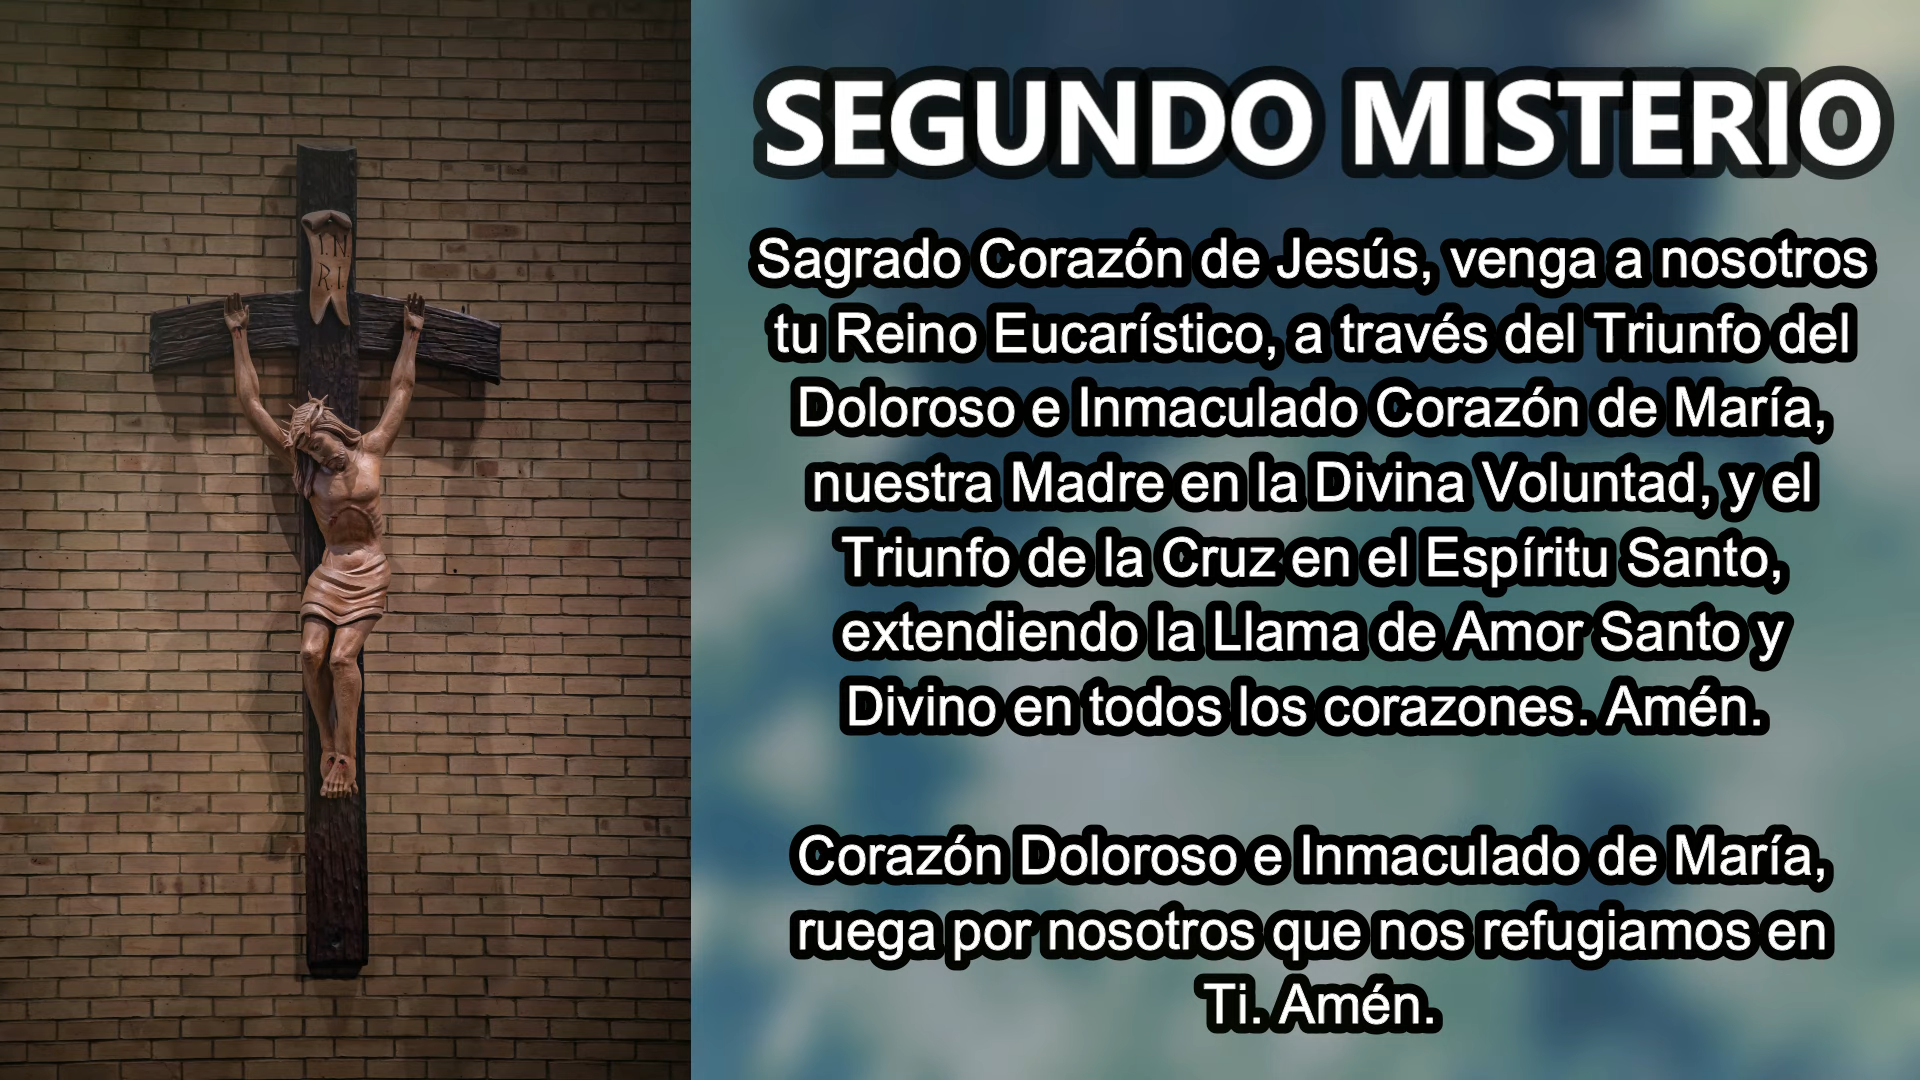 I.N
R.I.
SEGUNDO MISTERIO
Sagrado Corazón de Jesús, venga a nosotros
tu Reino Eucarístico, a través del Triunfo del
Doloroso e Inmaculado Corazón de María,
nuestra Madre en la Divina Voluntad, y el
Triunfo de la Cruz en el Espíritu Santo,
extendiendo la Llama de Amor Santo y
Divino en todos los corazones. Amén.
Corazón Doloroso e Inmaculado de María,
ruega por nosotros que nos refugiamos en
Ti. Amén.